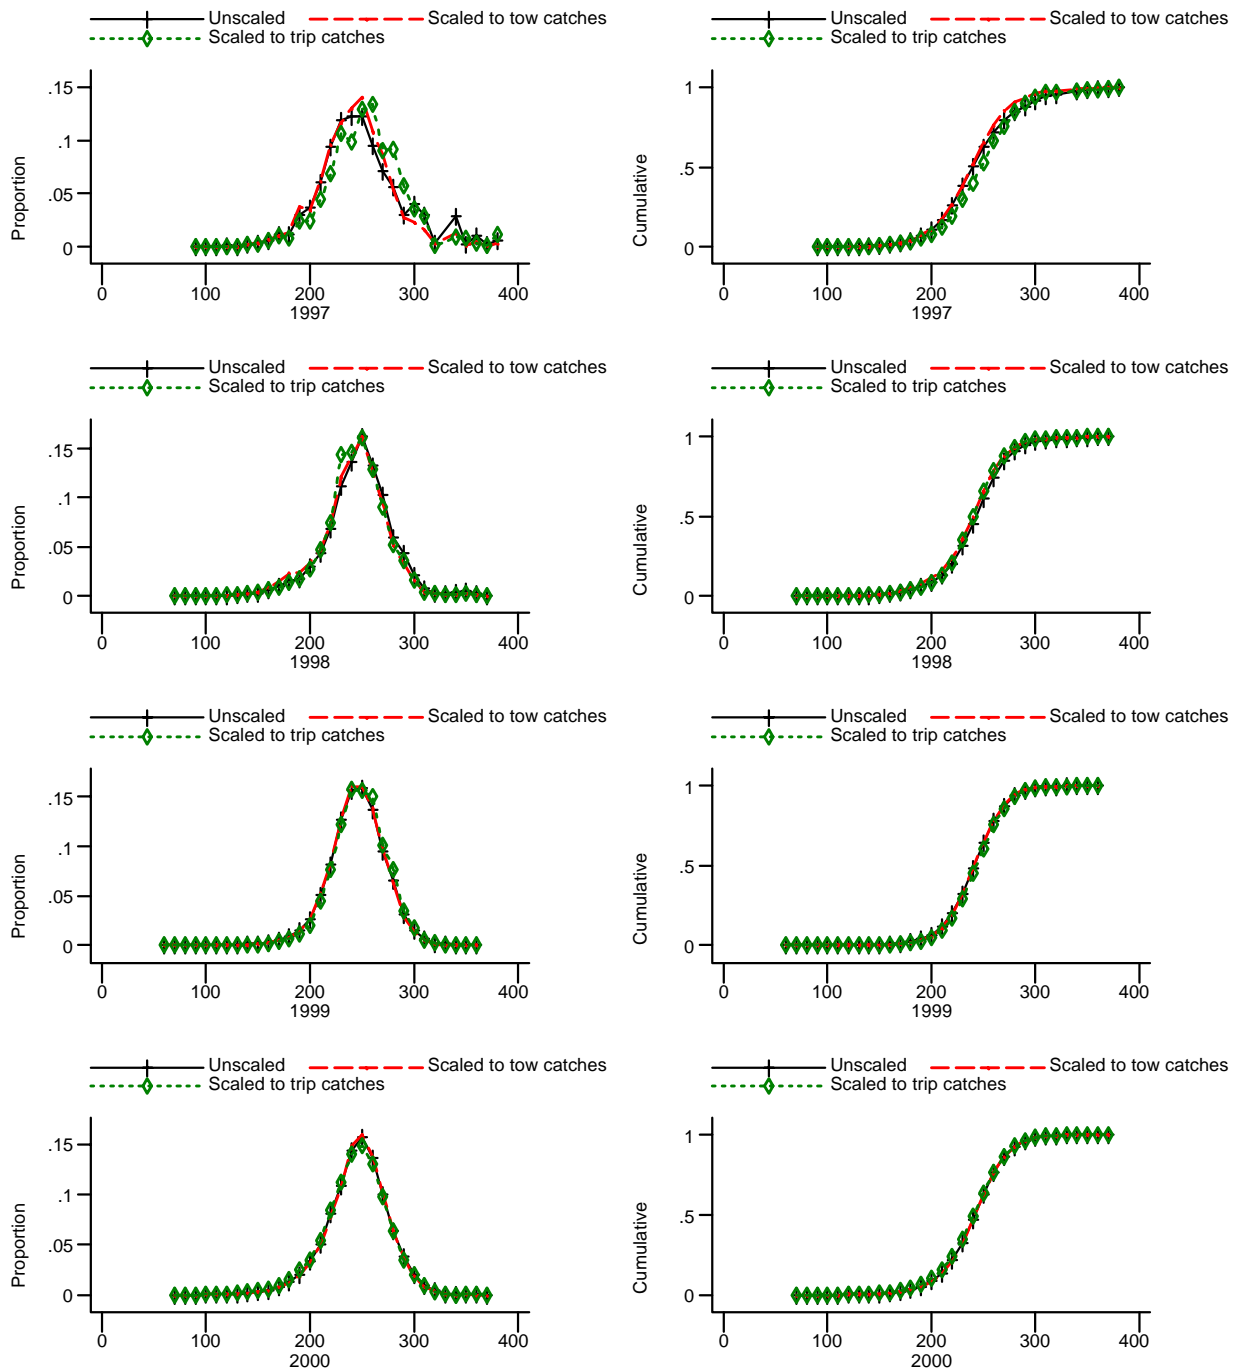 Unscaled Scaled to tow catches
Scaled to trip catches
Unscaled Scaled to tow catches
Scaled to trip catches
.15
.1
.05
0
Proportion
0 100 200 300 400
1997
1
.5
0
Cumulative
0 100 200 300 400
1997
Unscaled Scaled to tow catches
Scaled to trip catches
Unscaled Scaled to tow catches
Scaled to trip catches
.15
.1
.05
0
Proportion
0 100 200 300 400
1998
1
.5
0
Cumulative
0 100 200 300 400
1998
Unscaled Scaled to tow catches
Scaled to trip catches
Unscaled Scaled to tow catches
Scaled to trip catches
.15
.1
.05
0
Proportion
0 100 200 300 400
1999
1
.5
0
Cumulative
0 100 200 300 400
1999
Unscaled Scaled to tow catches
Scaled to trip catches
Unscaled Scaled to tow catches
Scaled to trip catches
.15
.1
.05
0
Proportion
0 100 200 300 400
2000
1
.5
0
Cumulative
0 100 200 300 400
2000